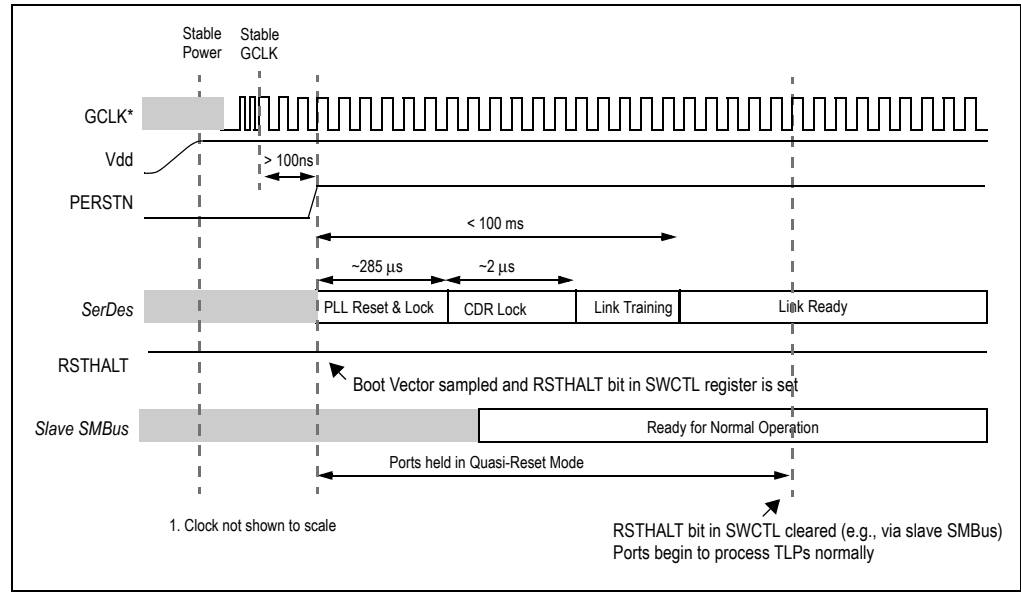 Stable
Power
Stable
GCLK
GCLK*
Vdd
> 100ns
PERSTN
< 100 ms
~285 μs
~2 μs
SerDes
PLL Reset & Lock
CDR Lock
Link Training
Link Ready
RSTHALT
Boot Vector sampled and RSTHALT bit in SWCTL register is set
Slave SMBus
Ready for Normal Operation
Ports held in Quasi-Reset Mode
1. Clock not shown to scale
RSTHALT bit in SWCTL cleared (e.g., via slave SMBus)
Ports begin to process TLPs normally